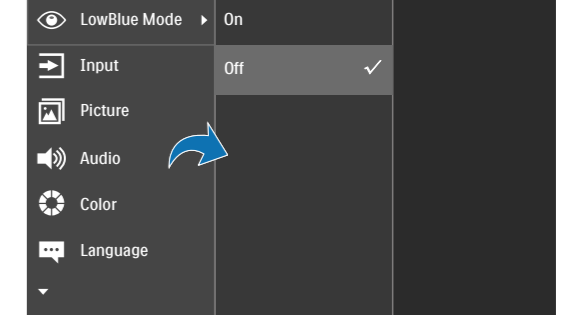 LowBlue Mode
Input
Picture
Audio
Color
Language
On
Off